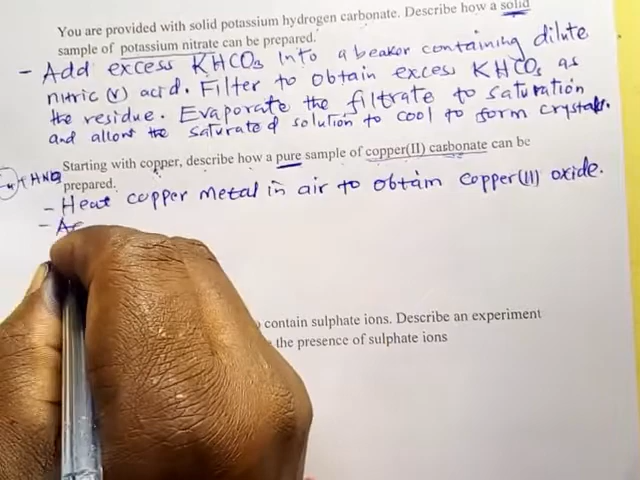 You are provided with solid potassium hydrogen carbonate. Describe how a solid
sample of potassium nitrate can be prepared.
- Add excess KHCO3 into a beaker containing dilute
nitric (V) acid. Filter to obtain excess KHCO3 as
the residue. Evaporate the filtrate to saturation
and allow the saturated solution to cool to form crystals.
Starting with copper, describe how a pure sample of copper(II) carbonate can be
prepared.
- Heat copper metal in air to obtain copper(II) oxide.
contain sulphate ions. Describe an experiment
the presence of sulphate ions